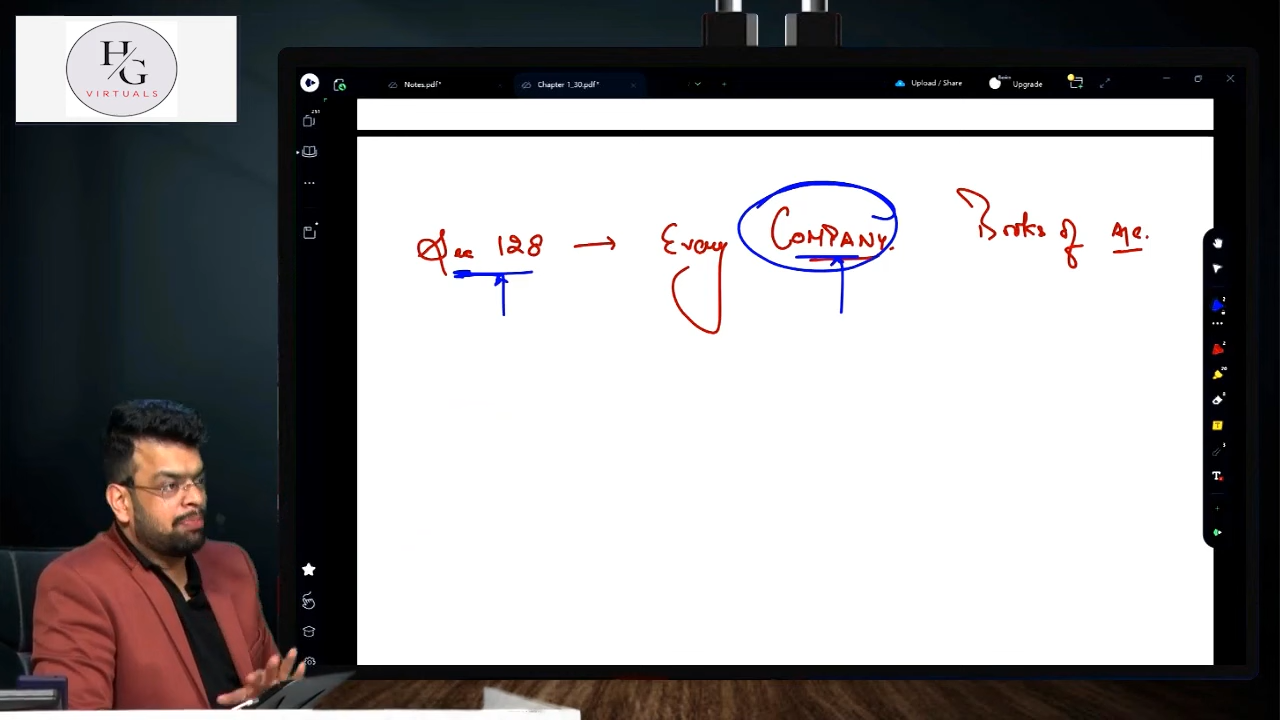 H/G
VIRTUALS
Notes.pdf*
Chapter 1_30.pdf*
Upload / Share
Upgrade
Sec 128 → Every COMPANY. Books of A/c.